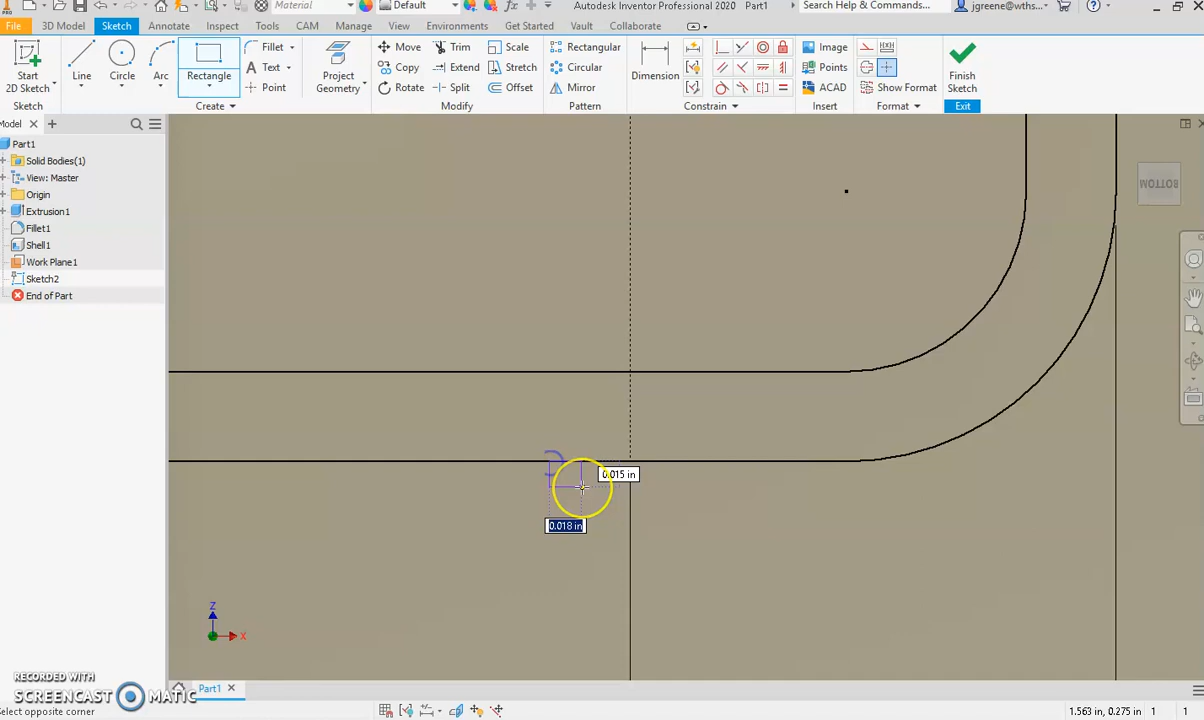 Material
Default
Autodesk Inventor Professional 2020 Part1
Search Help & Commands...
jgreene@wths...
PRO
File 3D Model Sketch Annotate Inspect Tools CAM Manage View Environments Get Started Vault Collaborate
Start
2D Sketch
Line
Circle
Arc
Rectangle
Fillet
Text
Point
Project
Geometry
Move
Copy
Rotate
Trim
Extend
Split
Scale
Stretch
Offset
Rectangular
Circular
Mirror
Dimension
Image
Points
ACAD
Show Format
Finish
Sketch
Sketch Create Modify Pattern Constrain Insert Format Exit
Model
Part1
Solid Bodies(1)
View: Master
Origin
Extrusion1
Fillet1
Shell1
Work Plane1
Sketch2
End of Part
BOTTOM
0.015 in
0.018 in
Z
X
RECORDED WITH
SCREENCAST MATIC
Part1
Select opposite corner
1.563 in, 0.275 in 1 1